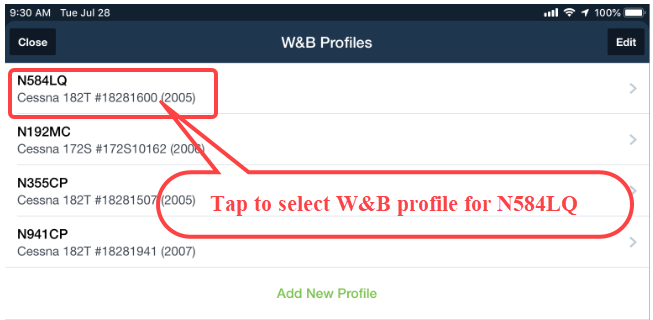 9:30 AM Tue Jul 28 100%
Close W&B Profiles Edit
N584LQ
Cessna 182T #18281600 (2005)
N192MC
Cessna 172S #172S10162 (2006)
N355CP
Cessna 182T #18281507 (2005)
Tap to select W&B profile for N584LQ
N941CP
Cessna 182T #18281941 (2007)
Add New Profile